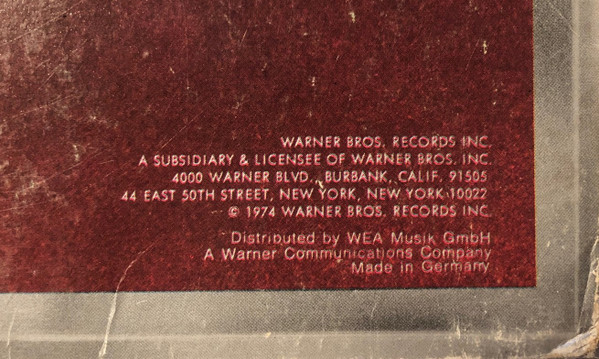 WARNER BROS. RECORDS INC.
A SUBSIDIARY & LICENSEE OF WARNER BROS. INC.
4000 WARNER BLVD., BURBANK, CALIF. 91505
44 EAST 50TH STREET, NEW YORK, NEW YORK 10022
© 1974 WARNER BROS. RECORDS INC.
Distributed by WEA Musik GmbH
A Warner Communications Company
Made in Germany